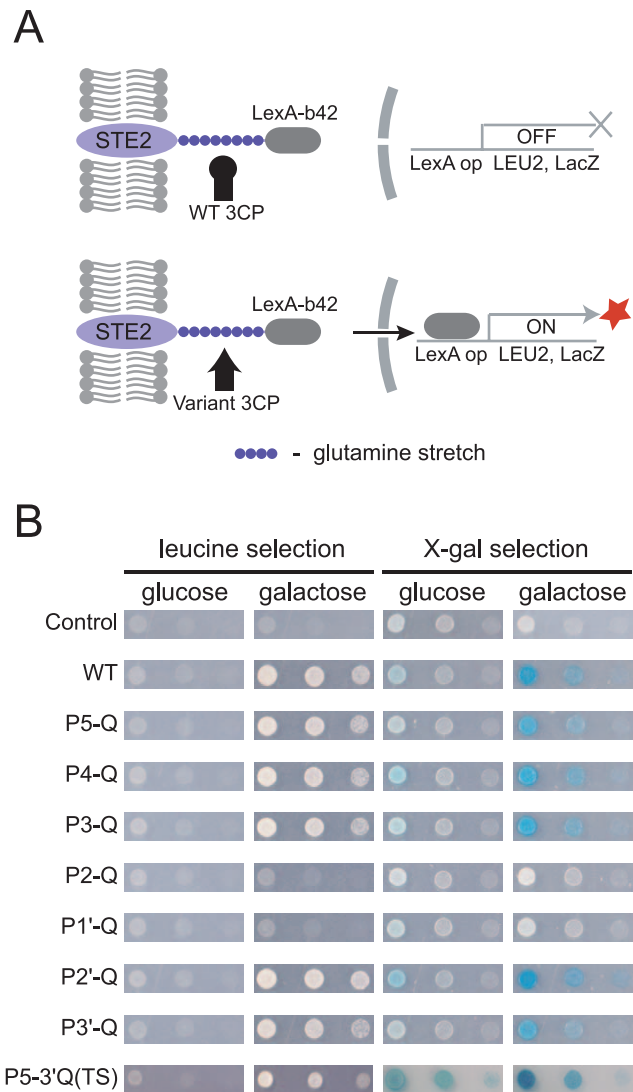 A
STE2
LexA-b42
WT 3CP
OFF
LexA op LEU2, LacZ
STE2
LexA-b42
Variant 3CP
ON
LexA op LEU2, LacZ
- glutamine stretch
B
leucine selection X-gal selection
glucose galactose glucose galactose
Control
WT
P5-Q
P4-Q
P3-Q
P2-Q
P1'-Q
P2'-Q
P3'-Q
P5-3'Q(TS)